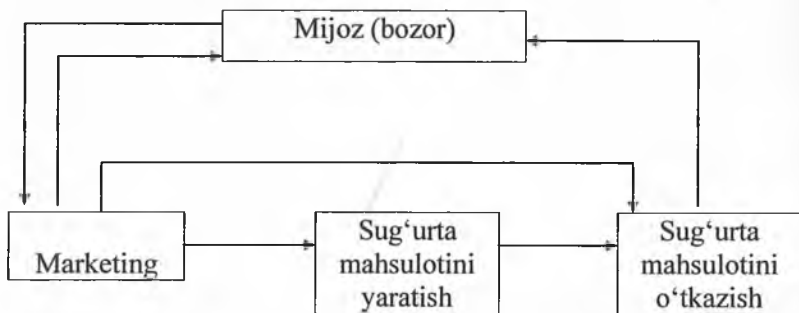 Mijoz (bozor)
Marketing
Sug‘urta
mahsulotini
yaratish
Sug‘urta
mahsulotini
o‘tkazish